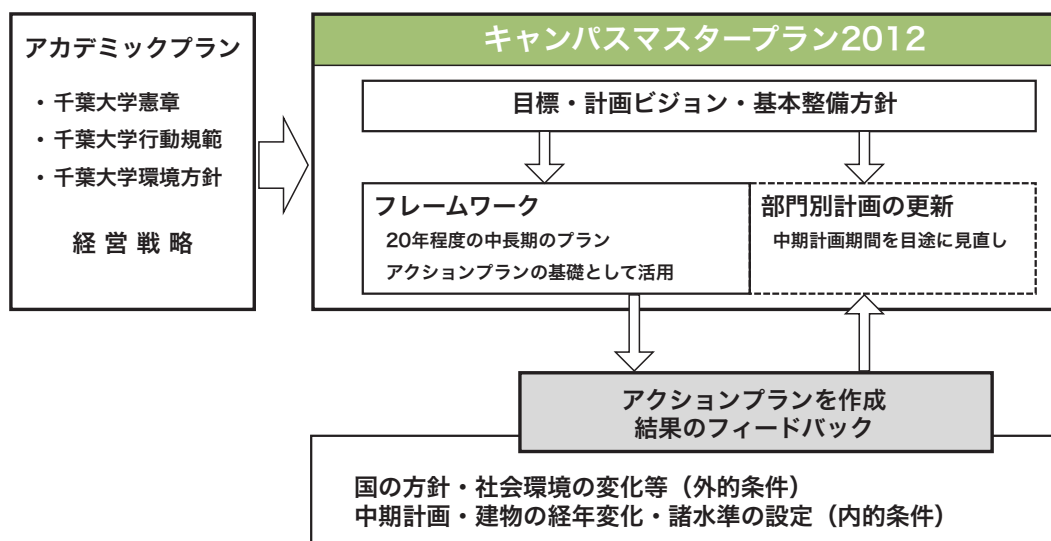 アカデミックプラン
・千葉大学憲章
・千葉大学行動規範
・千葉大学環境方針
経営戦略
キャンパスマスタープラン2012
目標・計画ビジョン・基本整備方針
フレームワーク
20年程度の中長期のプラン
アクションプランの基礎として活用
部門別計画の更新
中期計画期間を目途に見直し
アクションプランを作成
結果のフィードバック
国の方針・社会環境の変化等（外的条件）
中期計画・建物の経年変化・諸水準の設定（内的条件）